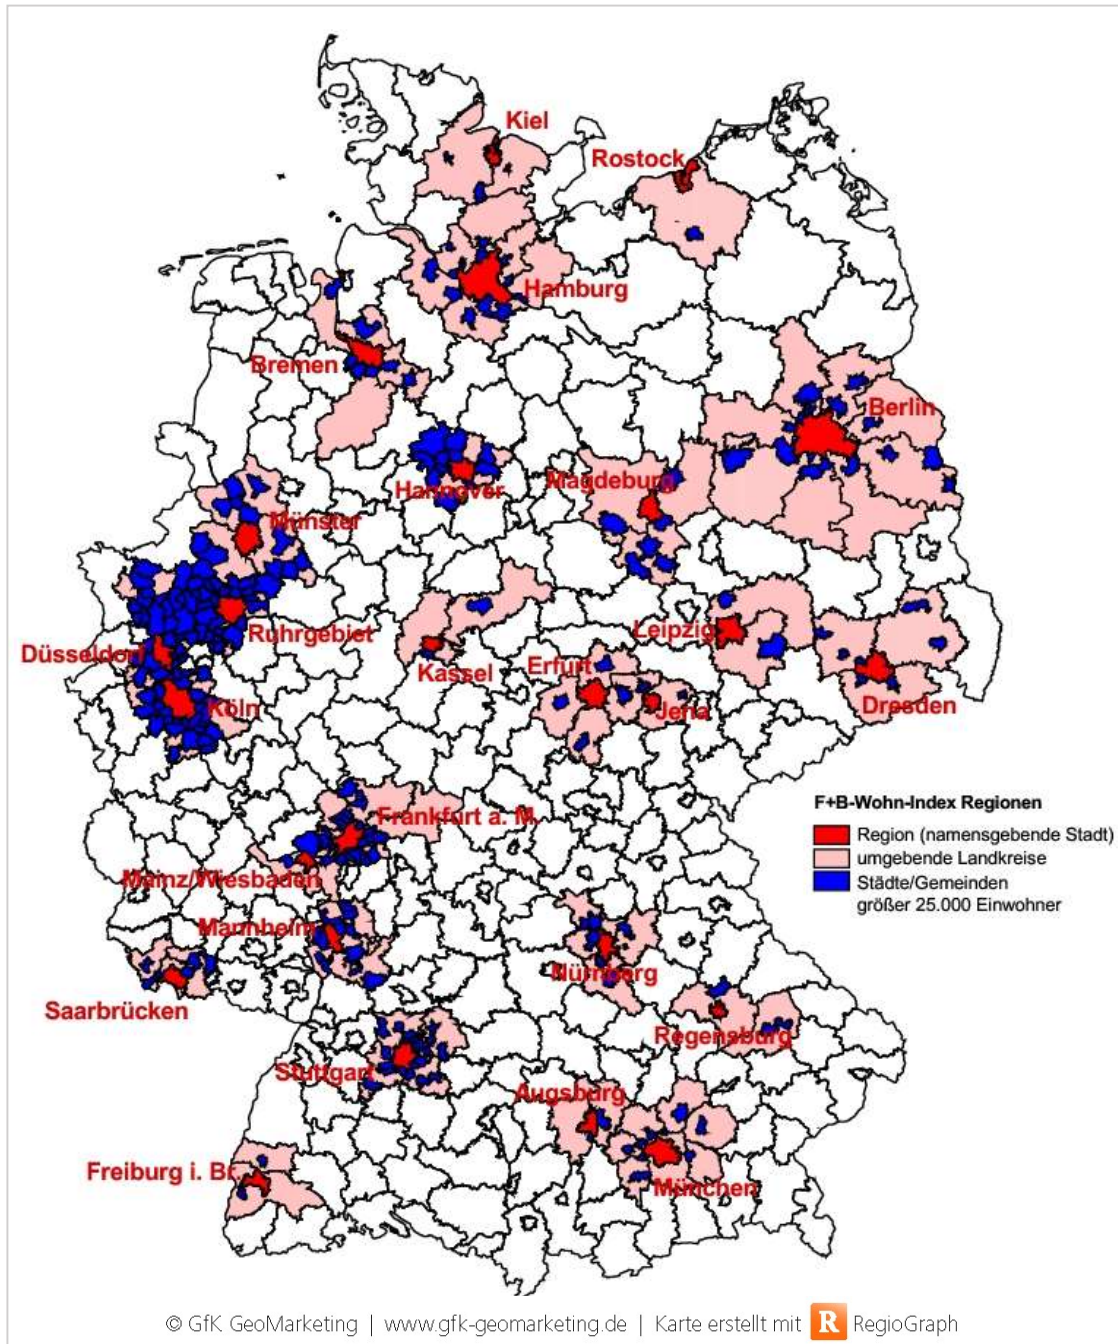 Kiel
Rostock
Hamburg
Bremen
Berlin
Hannover
Magdeburg
Münster
Ruhrgebiet
Düsseldorf
Leipzig
Kassel
Erfurt
Köln
Jena
Dresden
F+B-Wohn-Index Regionen
Region (namensgebende Stadt)
umgebende Landkreise
Städte/Gemeinden
größer 25.000 Einwohner
Frankfurt a. M.
Mainz/Wiesbaden
Mannheim
Nürnberg
Saarbrücken
Regensburg
Stuttgart
Augsburg
Freiburg i. Br.
München
© GfK GeoMarketing | www.gfk-geomarketing.de | Karte erstellt mit R RegioGraph